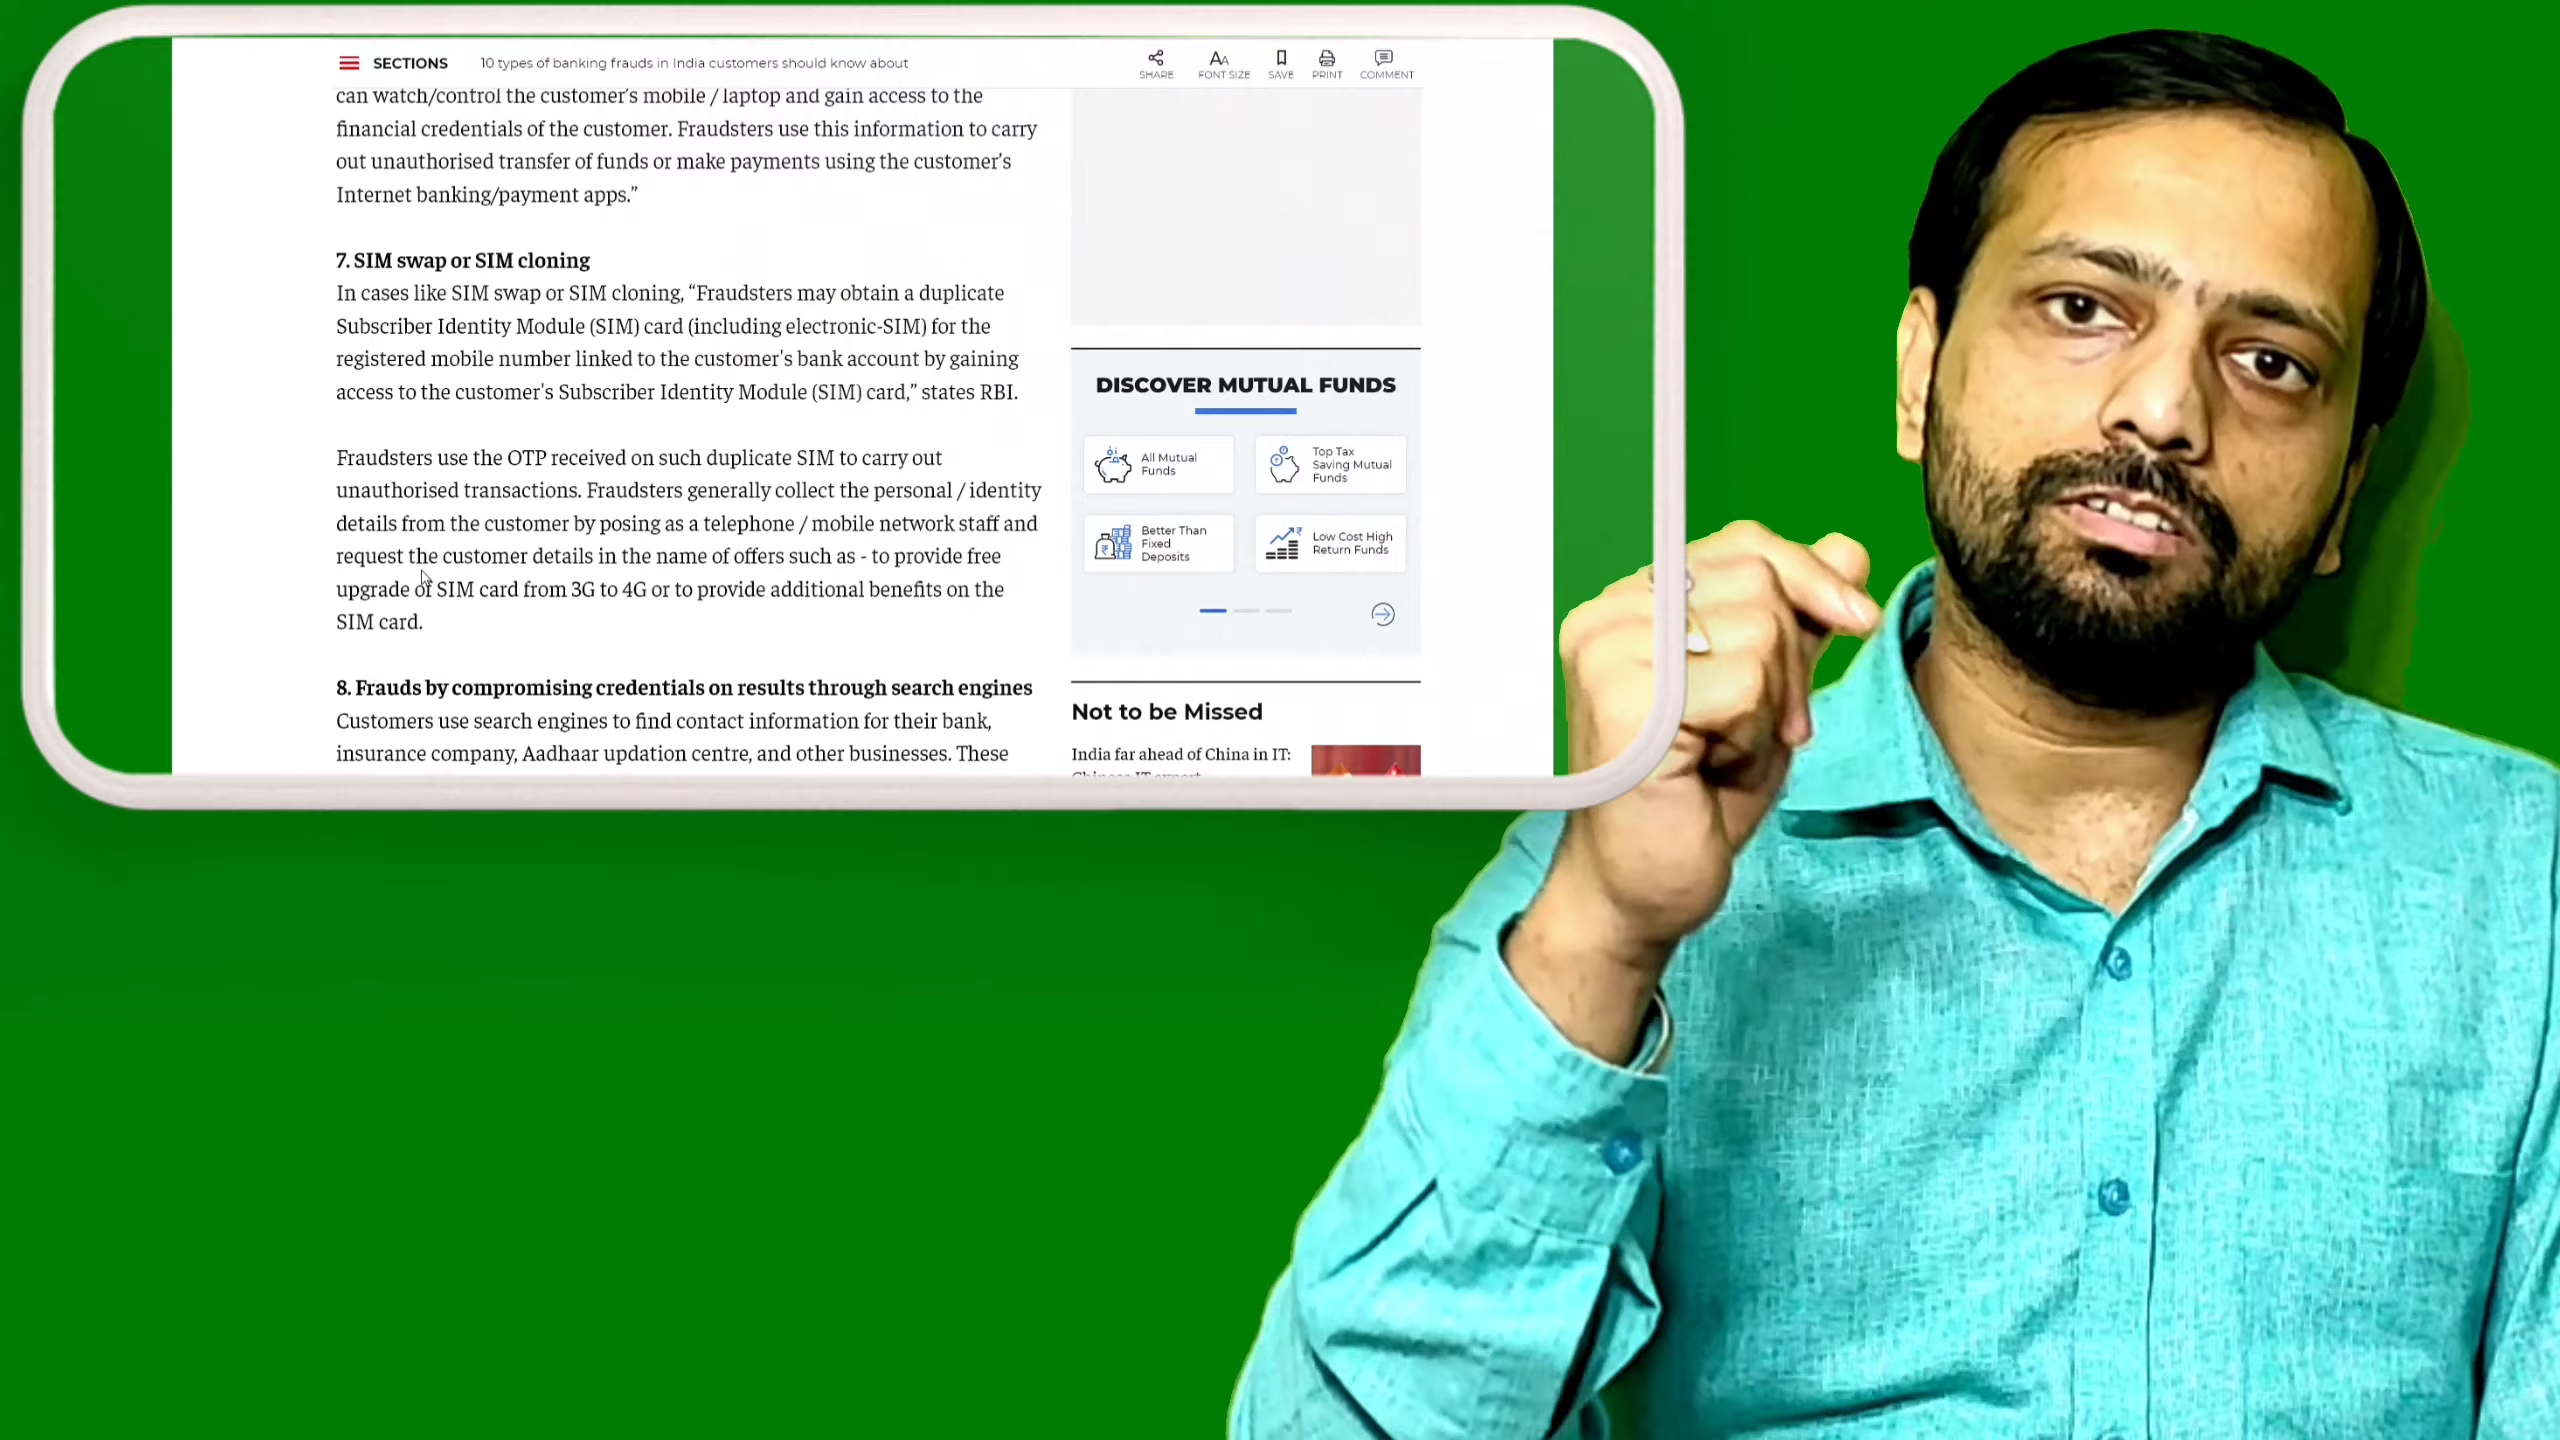 SECTIONS
10 types of banking frauds in India customers should know about
SHARE
FONT SIZE
SAVE
PRINT
COMMENT
can watch/control the customer's mobile / laptop and gain access to the
financial credentials of the customer. Fraudsters use this information to carry
out unauthorised transfer of funds or make payments using the customer's
Internet banking/payment apps.”
7. SIM swap or SIM cloning
In cases like SIM swap or SIM cloning, “Fraudsters may obtain a duplicate
Subscriber Identity Module (SIM) card (including electronic-SIM) for the
registered mobile number linked to the customer's bank account by gaining
access to the customer's Subscriber Identity Module (SIM) card,” states RBI.
Fraudsters use the OTP received on such duplicate SIM to carry out
unauthorised transactions. Fraudsters generally collect the personal / identity
details from the customer by posing as a telephone / mobile network staff and
request the customer details in the name of offers such as - to provide free
upgrade of SIM card from 3G to 4G or to provide additional benefits on the
SIM card.
8. Frauds by compromising credentials on results through search engines
Customers use search engines to find contact information for their bank,
insurance company, Aadhaar updation centre, and other businesses. These
DISCOVER MUTUAL FUNDS
All Mutual
Funds
Top Tax
Saving Mutual
Funds
Better Than
Fixed
Deposits
Low Cost High
Return Funds
Not to be Missed
India far ahead of China in IT: